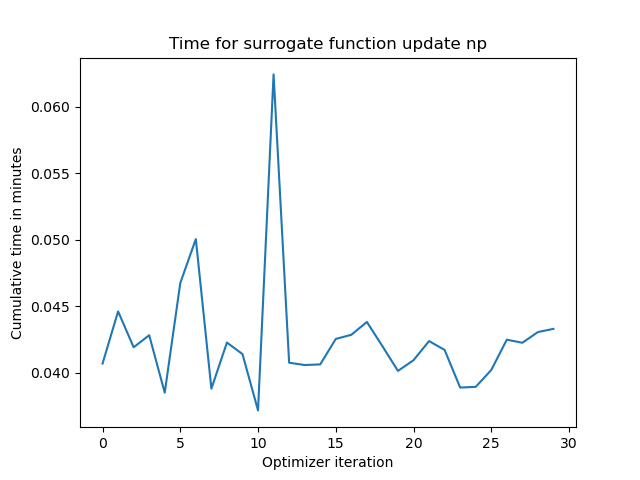 Time for surrogate function update np
Cumulative time in minutes
0.060
0.055
0.050
0.045
0.040
0 5 10 15 20 25 30
Optimizer iteration